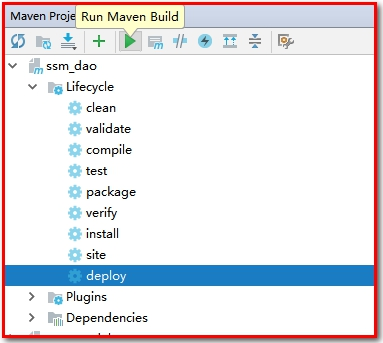 Maven Proje
Run Maven Build
ssm_dao
Lifecycle
clean
validate
compile
test
package
verify
install
site
deploy
Plugins
Dependencies